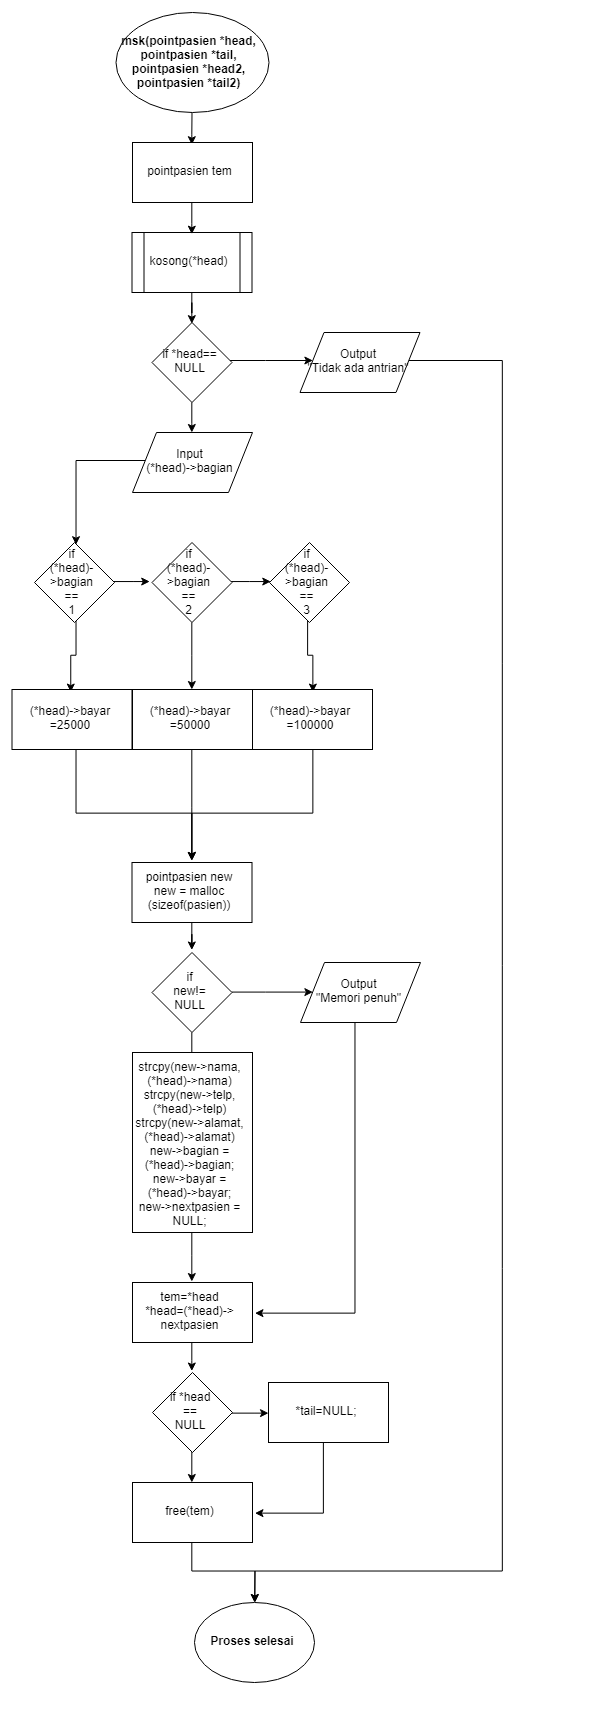 msk(pointpasien *head,
pointpasien *tail,
pointpasien *head2,
pointpasien *tail2)
pointpasien tem
kosong(*head)
if *head==
NULL
Output
"Tidak ada antrian"
Input
(*head)->bagian
if
(*head)-
>bagian
==
1
if
(*head)-
>bagian
==
2
if
(*head)-
>bagian
==
3
(*head)->bayar
=25000
(*head)->bayar
=50000
(*head)->bayar
=100000
pointpasien new
new = malloc
(sizeof(pasien))
if
new!=
NULL
Output
"Memori penuh"
strcpy(new->nama,
(*head)->nama)
strcpy(new->telp,
(*head)->telp)
strcpy(new->alamat,
(*head)->alamat)
new->bagian =
(*head)->bagian;
new->bayar =
(*head)->bayar;
new->nextpasien =
NULL;
tem=*head
*head=(*head)->
nextpasien
if *head
==
NULL
*tail=NULL;
free(tem)
Proses selesai